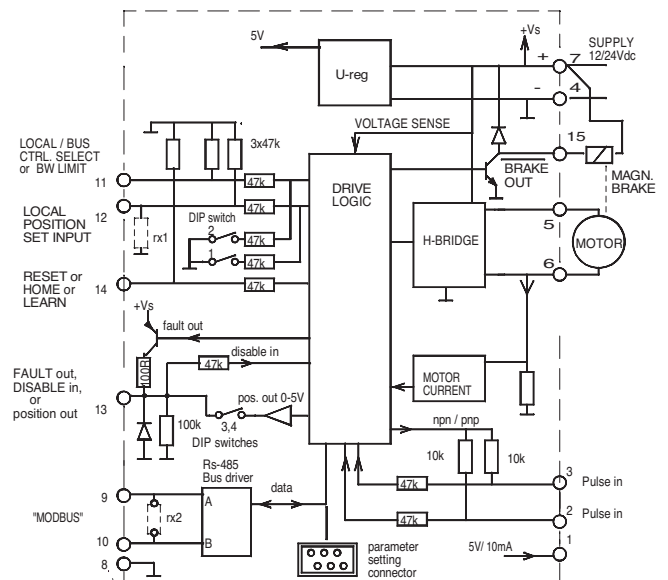 5V
+Vs
U-reg
+
7
SUPPLY
12/24Vdc
-
4
LOCAL / BUS
CTRL. SELECT
or BW LIMIT
3x47k
VOLTAGE SENSE
15
11
47k
DRIVE
LOGIC
BRAKE
OUT
MAGN.
BRAKE
12
47k
LOCAL
POSITION
SET INPUT
rx1
DIP switch
2
47k
1
47k
H-BRIDGE
5
MOTOR
6
RESET or
HOME or
LEARN
14
47k
+Vs
fault out
100R
disable in
47k
MOTOR
CURRENT
FAULT out,
DISABLE in,
or
position out
13
pos. out 0-5V
100k
3,4
DIP switches
npn / pnp
10k
10k
Rs-485
Bus driver
47k
3
Pulse in
9
A
data
"MODBUS"
rx2
47k
2
Pulse in
10
B
8
parameter
setting
connector
5V/ 10mA
1